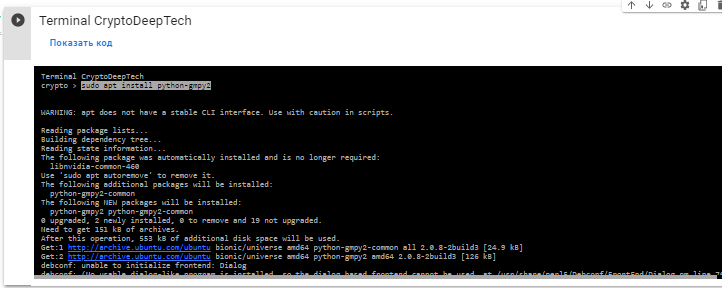 Terminal CryptoDeepTech
Показать код
Terminal CryptoDeepTech
crypto > sudo apt install python-gmpy2
WARNING: apt does not have a stable CLI interface. Use with caution in scripts.
Reading package lists...
Building dependency tree...
Reading state information...
The following package was automatically installed and is no longer required:
libnvidia-common-460
Use 'sudo apt autoremove' to remove it.
The following additional packages will be installed:
python-gmpy2-common
The following NEW packages will be installed:
python-gmpy2 python-gmpy2-common
0 upgraded, 2 newly installed, 0 to remove and 19 not upgraded.
Need to get 151 kB of archives.
After this operation, 553 kB of additional disk space will be used.
Get:1 http://archive.ubuntu.com/ubuntu bionic/universe amd64 python-gmpy2-common all 2.0.8-2build3 [24.9 kB]
Get:2 http://archive.ubuntu.com/ubuntu bionic/universe amd64 python-gmpy2 amd64 2.0.8-2build3 [126 kB]
debconf: unable to initialize frontend: Dialog
debconf: (No usable dialog-like program is installed, so the dialog based frontend cannot be used. at /usr/share/perl5/Debconf/FrontEnd/Dialog.pm line